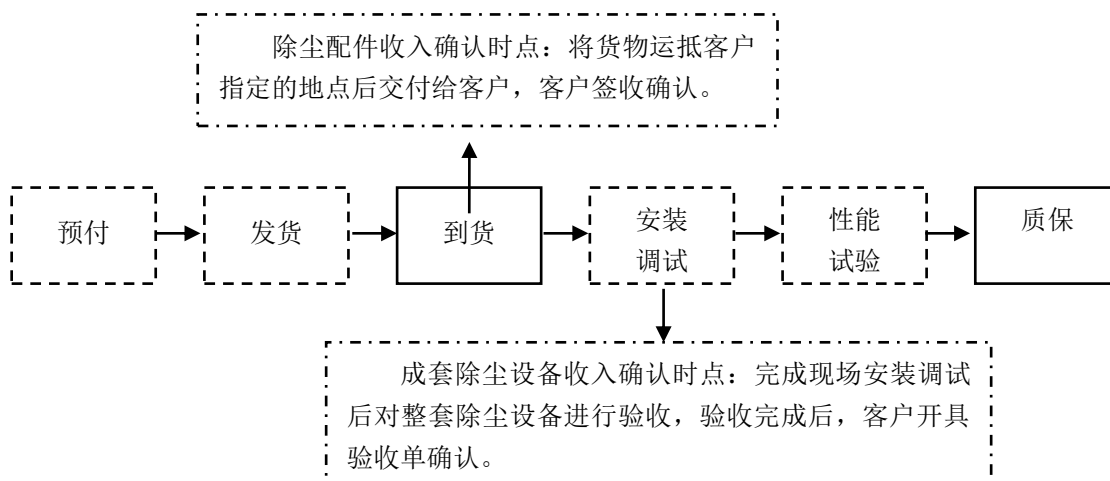 除尘配件收入确认时点：将货物运抵客户
指定的地点后交付给客户，客户签收确认。
预付
发货
到货
安装
调试
性能
试验
质保
成套除尘设备收入确认时点：完成现场安装调试
后对整套除尘设备进行验收，验收完成后，客户开具
验收单确认。